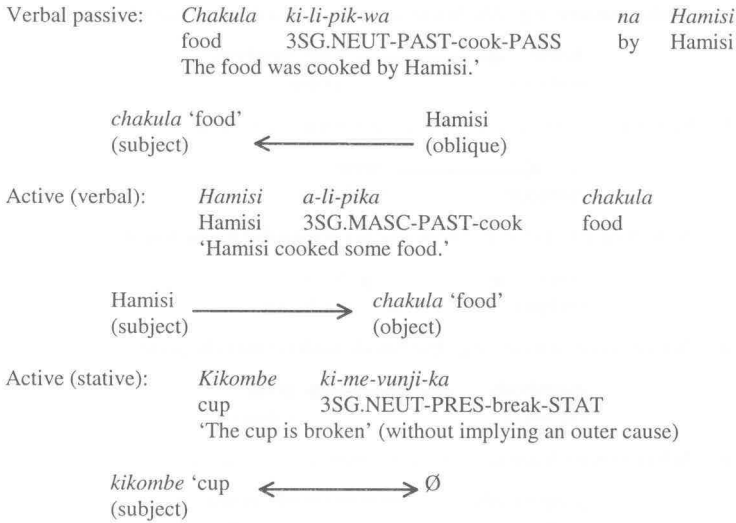 Verbal passive: Chakula ki-li-pik-wa na Hamisi
food 3SG.NEUT-PAST-cook-PASS by Hamisi
The food was cooked by Hamisi.’
chakula ‘food’ Hamisi
(subject) ⟵ (oblique)
Active (verbal): Hamisi a-li-pika chakula
Hamisi 3SG.MASC-PAST-cook food
‘Hamisi cooked some food.’
Hamisi ⟶ chakula ‘food’
(subject) (object)
Active (stative): Kikombe ki-me-vunji-ka
cup 3SG.NEUT-PRES-break-STAT
‘The cup is broken’ (without implying an outer cause)
kikombe ‘cup ⟷ Ø
(subject)